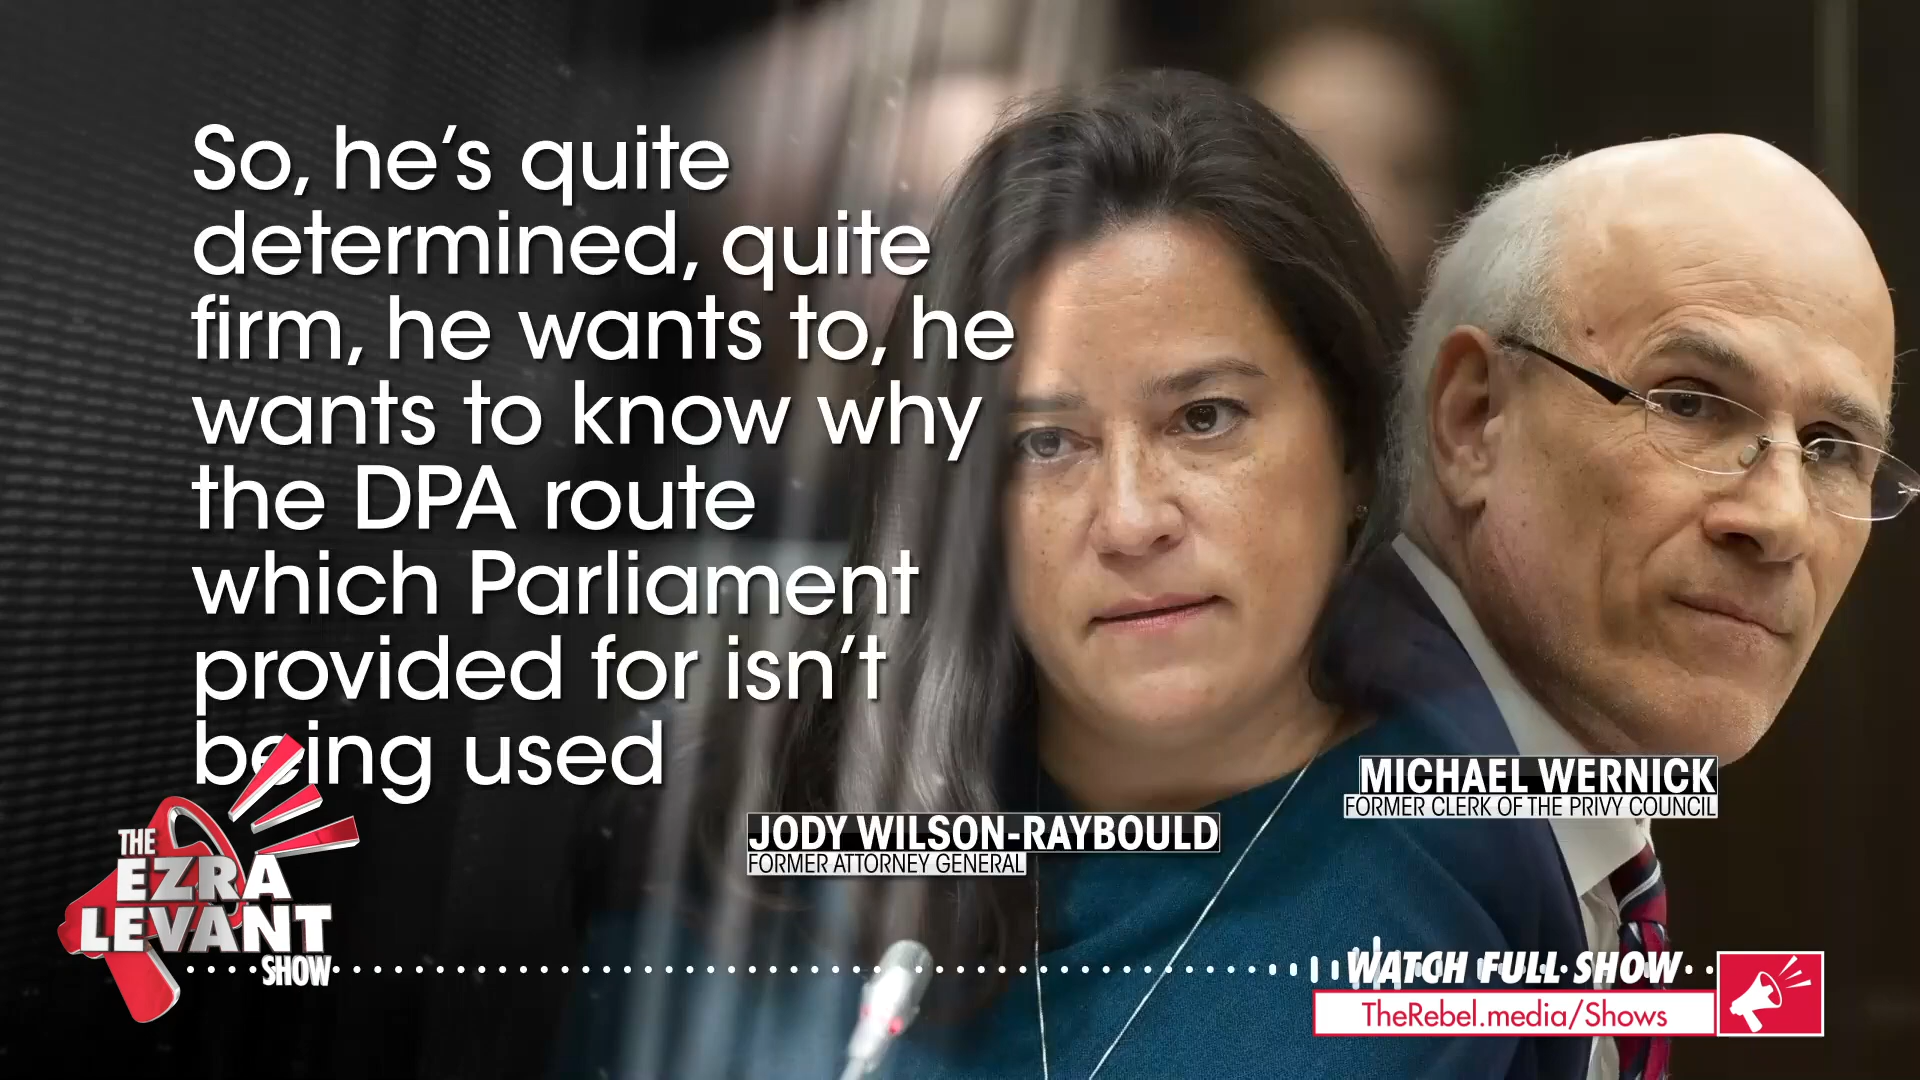 So, he's quite
determined, quite
firm, he wants to, he
wants to know why
the DPA route
which Parliament
provided for isn't
being used
MICHAEL WERNICK
FORMER CLERK OF THE PRIVY COUNCIL
JODY WILSON-RAYBOULD
FORMER ATTORNEY GENERAL
THE
EZRA
LEVANT
SHOW
WATCH FULL SHOW
TheRebel.media/Shows